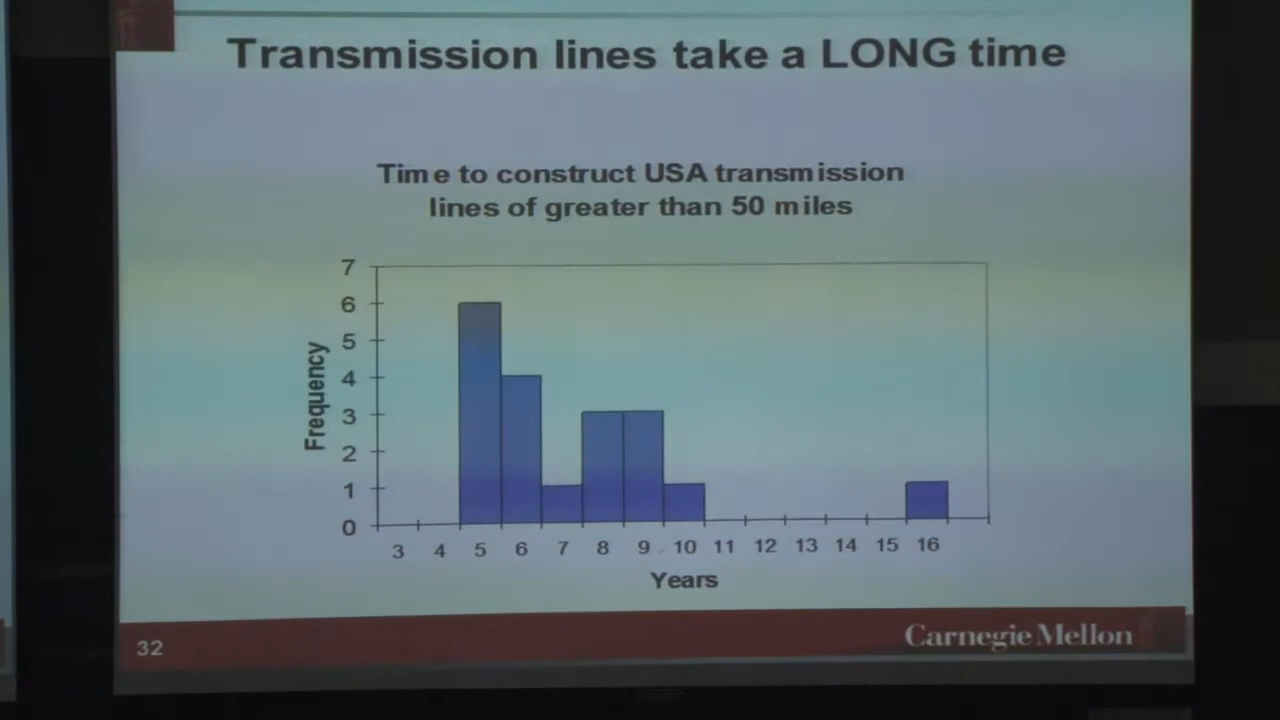 Transmission lines take a LONG time
Time to construct USA transmission
lines of greater than 50 miles
7
6
5
4
3
2
1
0
Frequency
3 4 5 6 7 8 9 10 11 12 13 14 15 16
Years
32
Carnegie Mellon